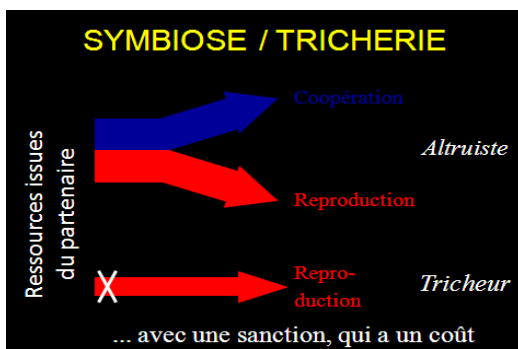 SYMBIOSE / TRICHERIE
Ressources issues
du partenaire
Coopération
Altruiste
Reproduction
Repro-
duction
Tricheur
... avec une sanction, qui a un coût